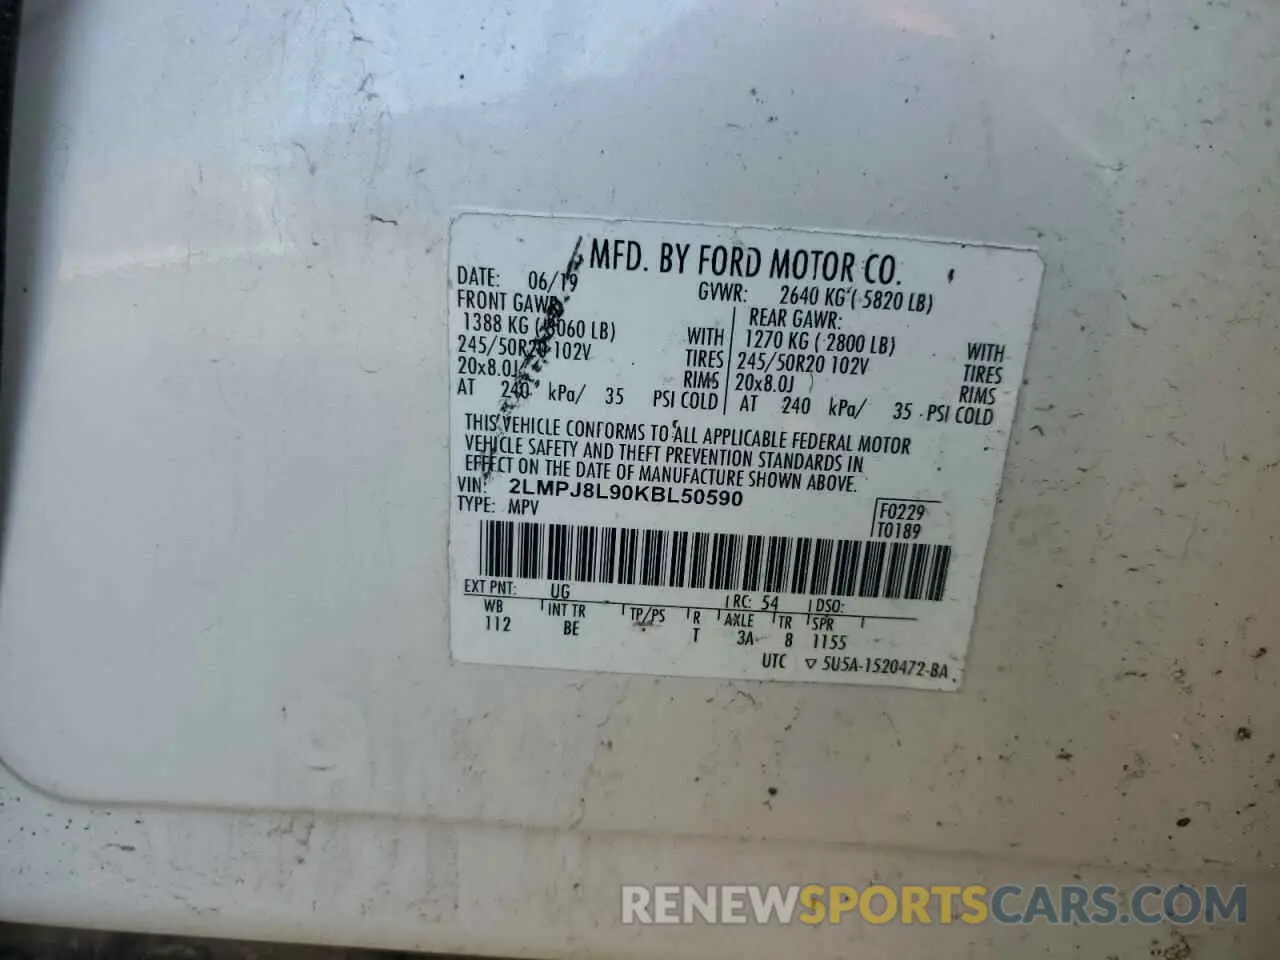 MFD. BY FORD MOTOR CO.
DATE: 06/19 GVWR: 2640 KG ( 5820 LB)
FRONT GAWR: REAR GAWR:
1388 KG ( 3060 LB) WITH 1270 KG ( 2800 LB) WITH
245/50R20 102V TIRES 245/50R20 102V TIRES
20x8.0J RIMS 20x8.0J RIMS
AT 240 kPa/ 35 PSI COLD AT 240 kPa/ 35 PSI COLD
THIS VEHICLE CONFORMS TO ALL APPLICABLE FEDERAL MOTOR
VEHICLE SAFETY AND THEFT PREVENTION STANDARDS IN
EFFECT ON THE DATE OF MANUFACTURE SHOWN ABOVE.
VIN: 2LMPJ8L90KBL50590
TYPE: MPV F0229
T0189
EXT PNT: UG RC: 54 DSO:
WB INT TR TP/PS R AXLE TR SPR
112 BE T 3A 8 1155
UTC ▽ 5U5A-1520472-BA
RENEWSPORTSCARS.COM